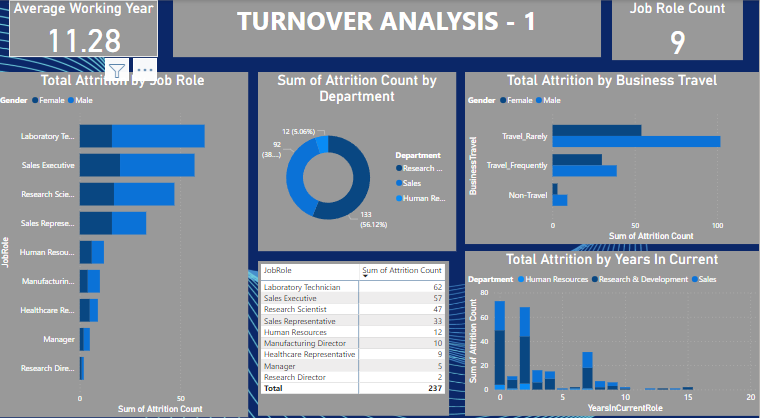 Average Working Year
11.28
TURNOVER ANALYSIS - 1
Job Role Count
9
Total Attrition by Job Role
Gender Female Male
JobRole
Laboratory Te...
Sales Executive
Research Scie...
Sales Represe...
Human Resou...
Manufacturin...
Healthcare Re...
Manager
Research Dire...
0 50
Sum of Attrition Count
Sum of Attrition Count by
Department
12 (5.06%)
92
(38....)
133
(56.12%)
Department
Research ...
Sales
Human Re...
Total Attrition by Business Travel
Gender Female Male
BusinessTravel
Travel_Rarely
Travel_Frequently
Non-Travel
0 100
Sum of Attrition Count
JobRole Sum of Attrition Count
Laboratory Technician 62
Sales Executive 57
Research Scientist 47
Sales Representative 33
Human Resources 12
Manufacturing Director 10
Healthcare Representative 9
Manager 5
Research Director 2
Total 237
Total Attrition by Years In Current
Department Human Resources Research & Development Sales
Sum of Attrition Count
80
60
40
20
0
0 5 10 15 20
YearsInCurrentRole